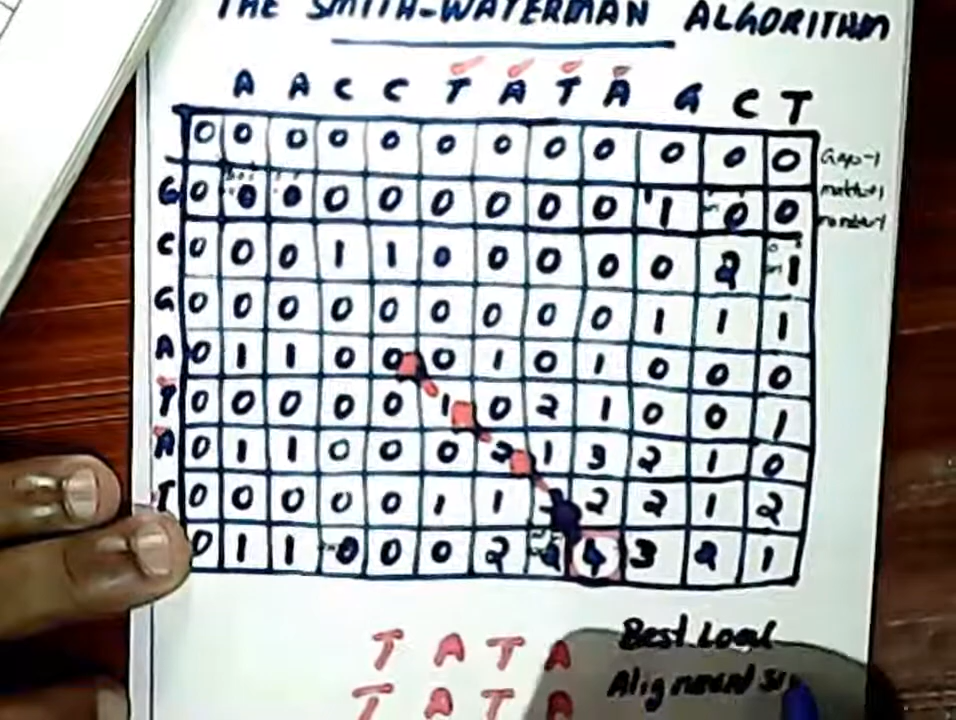 THE SMITH-WATERMAN ALGORITHM
A A C C T A T A G C T
0 0 0 0 0 0 0 0 0 0 0 0 Gap-1
match+1
G 0 0 0 0 0 0 0 0 0 1 0 0
C 0 0 0 1 1 0 0 0 0 0 2 1
G 0 0 0 0 0 0 0 0 0 1 1 1
A 0 1 1 0 0 0 1 0 1 0 0 0
T 0 0 0 0 0 1 0 2 1 0 0 1
A 0 1 1 0 0 0 2 1 3 2 1 0
T 0 0 0 0 0 1 1 2 2 1 2
0 1 1 0 0 0 2 2 4 3 2 1
T A T A
T A T A
Best Local
Alignment